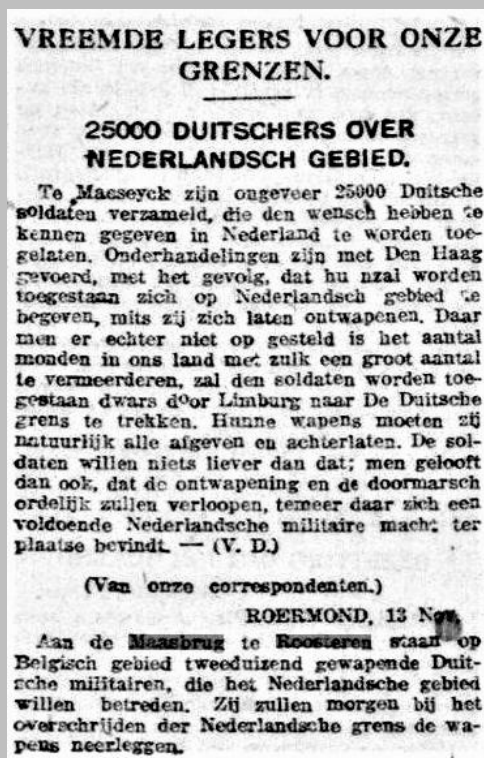 VREEMDE LEGERS VOOR ONZE
GRENZEN.
25000 DUITSCHERS OVER
NEDERLANDSCH GEBIED.
Te Maeseyck zijn ongeveer 25000 Duitsche
soldaten verzameld, die den wensch hebben te
kennen gegeven in Nederland te worden toe-
gelaten. Onderhandelingen zijn met Den Haag
gevoerd, met het gevolg, dat hu nzal worden
toegestaan zich op Nederlandsch gebied te
begeven, mits zij zich laten ontwapenen. Daar
men er echter niet op gesteld is het aantal
monden in ons land met zulk een groot aantal
te vermeerderen, zal den soldaten worden toe-
gestaan dwars door Limburg naar De Duitsche
grens te trekken. Hunne wapens moeten zij
natuurlijk alle afgeven en achterlaten. De sol-
daten willen niets liever dan dat; men gelooft
dan ook, dat de ontwapening en de doormarsch
ordelijk zullen verloopen, temeer daar zich een
voldoende Nederlandsche militaire macht ter
plaatse bevindt. — (V. D.)
(Van onze correspondenten.)
ROERMOND, 13 Nov.
Aan de Maasbrug te Roosteren staan op
Belgisch gebied tweeduizend gewapende Duit-
sche militairen, die het Nederlandsche gebied
willen betreden. Zij zullen morgen bij het
overschrijden der Nederlandsche grens de wa-
pens neerleggen.